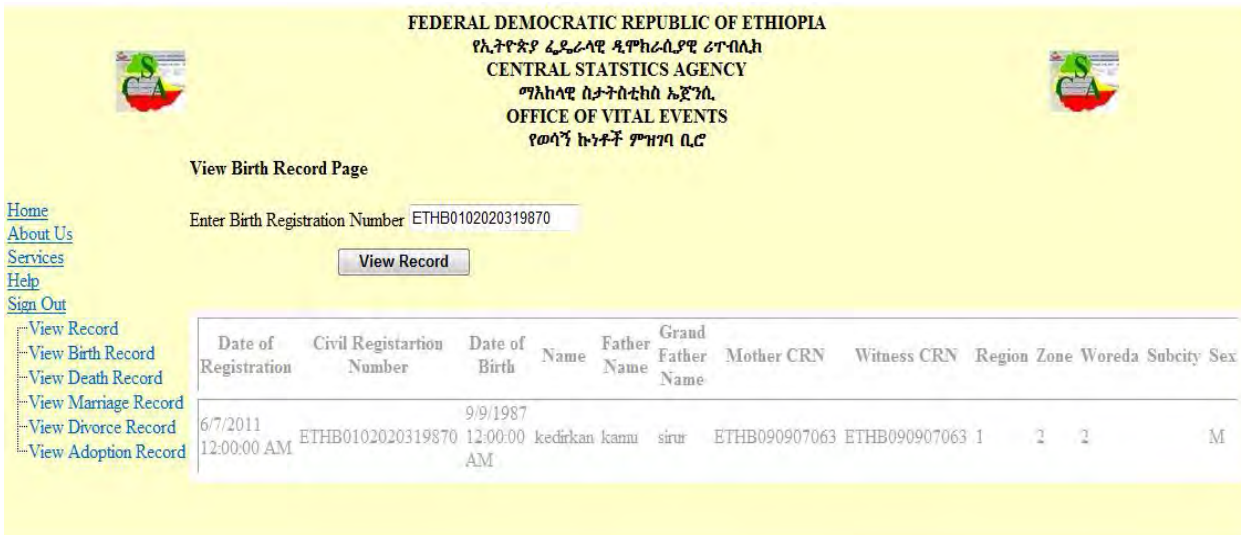 FEDERAL DEMOCRATIC REPUBLIC OF ETHIOPIA
የኢትዮጵያ ፌዴራላዊ ዲሞክራሲያዊ ሪፐብሊክ
CENTRAL STATSTICS AGENCY
ማእከላዊ ስታትስቲክስ ኤጀንሲ
OFFICE OF VITAL EVENTS
የወሳኝ ኩነቶች ምዝገባ ቢሮ
CSA
CSA
View Birth Record Page
Enter Birth Registration Number ETHB0102020319870
View Record
Home
About Us
Services
Help
Sign Out
View Record
View Birth Record
View Death Record
View Marriage Record
View Divorce Record
View Adoption Record
Date of Registration Civil Registartion Number Date of Birth Name Father Name Grand Father Name Mother CRN Witness CRN Region Zone Woreda Subcity Sex
6/7/2011 12:00:00 AM ETHB0102020319870 9/9/1987 12:00:00 AM kedirkan kamu sirur ETHB090907063 ETHB090907063 1 2 2 M